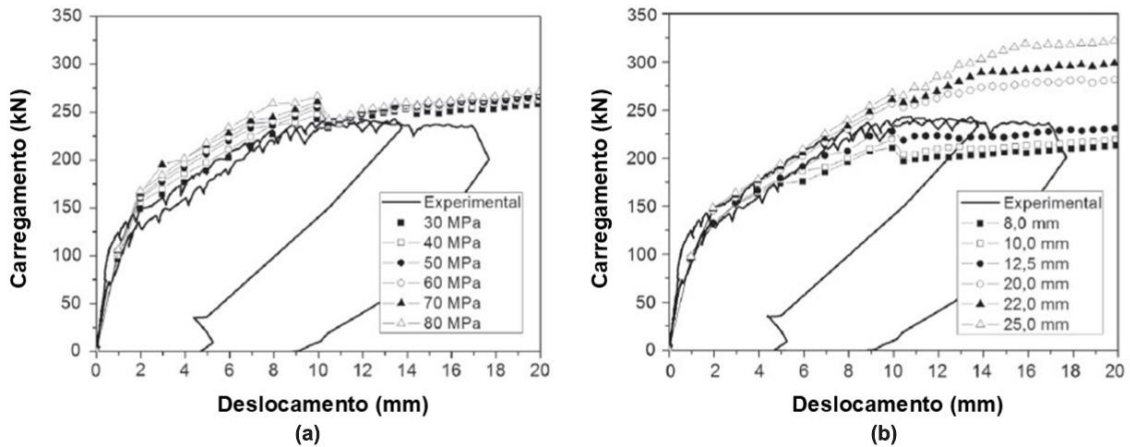 350
300
250
200
150
100
50
0
Carregamento (kN)
Experimental
30 MPa
40 MPa
50 MPa
60 MPa
70 MPa
80 MPa
0 2 4 6 8 10 12 14 16 18 20
Deslocamento (mm)
(a)
350
300
250
200
150
100
50
0
Carregamento (kN)
Experimental
8,0 mm
10,0 mm
12,5 mm
20,0 mm
22,0 mm
25,0 mm
0 2 4 6 8 10 12 14 16 18 20
Deslocamento (mm)
(b)